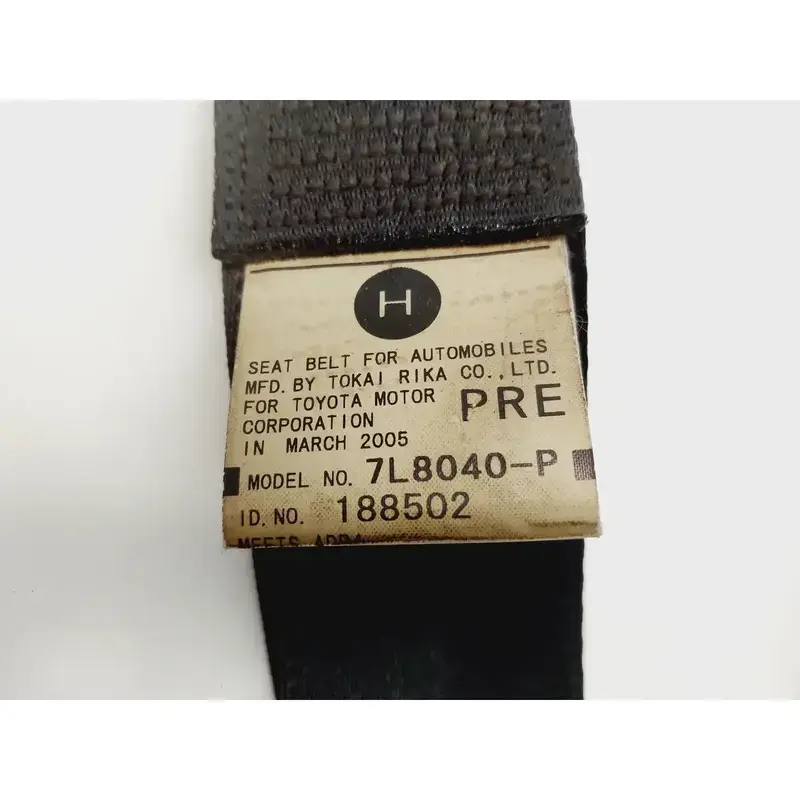 H
SEAT BELT FOR AUTOMOBILES
MFD. BY TOKAI RIKA CO., LTD.
FOR TOYOTA MOTOR
CORPORATION
PRE
IN MARCH 2005
MODEL NO. 7L8040-P
ID. NO. 188502
MEETS